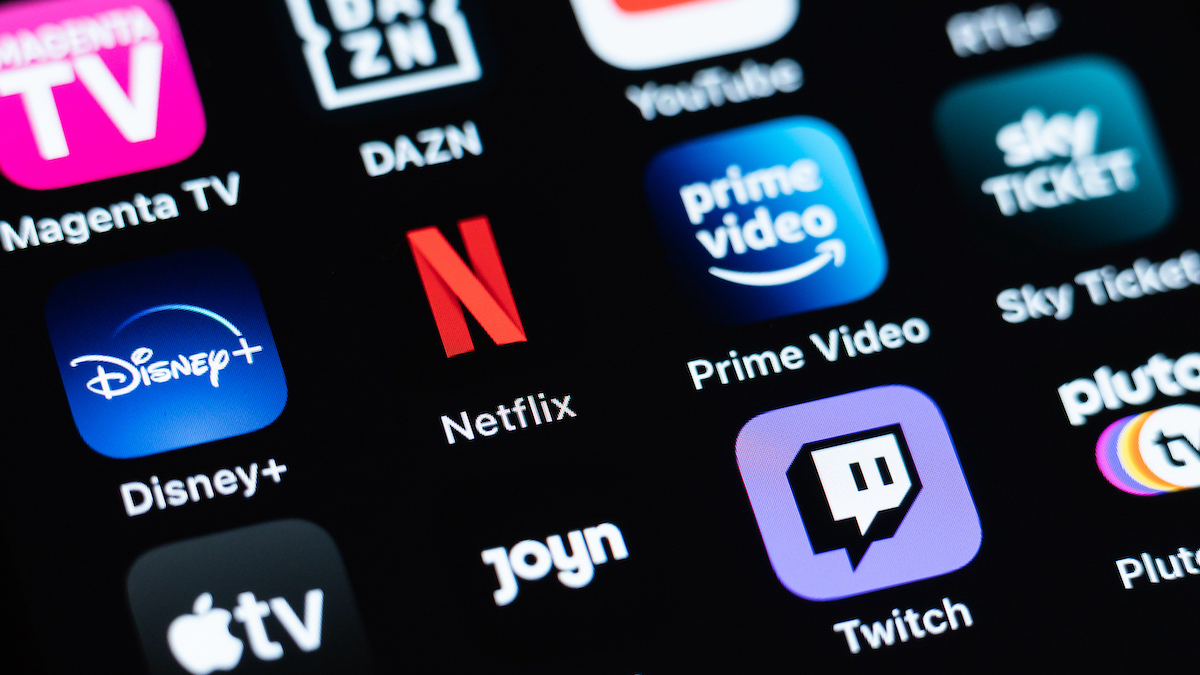 MAGENTA
TV
Magenta TV
DAZN
DAZN
YouTube
RTL+
Disney+
Disney+
N
Netflix
prime
video
Prime Video
sky
TICKET
Sky Ticket
tv
joyn
Twitch
pluto
tv
Pluto